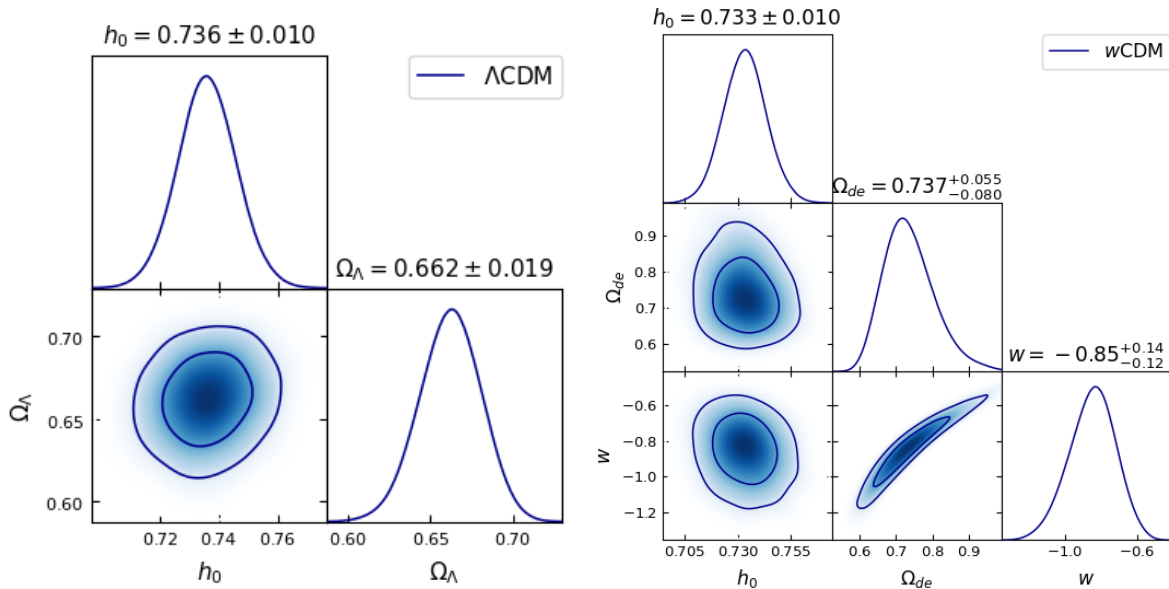 h₀ = 0.736 ± 0.010
ΛCDM
Ω_Λ = 0.662 ± 0.019
Ω_Λ
0.70
0.65
0.60
0.72 0.74 0.76
h₀
0.60 0.65 0.70
Ω_Λ
h₀ = 0.733 ± 0.010
wCDM
Ω_de = 0.737^{+0.055}_{-0.080}
Ω_de
0.9
0.8
0.7
0.6
w = −0.85^{+0.14}_{−0.12}
w
−0.6
−0.8
−1.0
−1.2
0.705 0.730 0.755
h₀
0.6 0.7 0.8 0.9
Ω_de
−1.0 −0.6
w